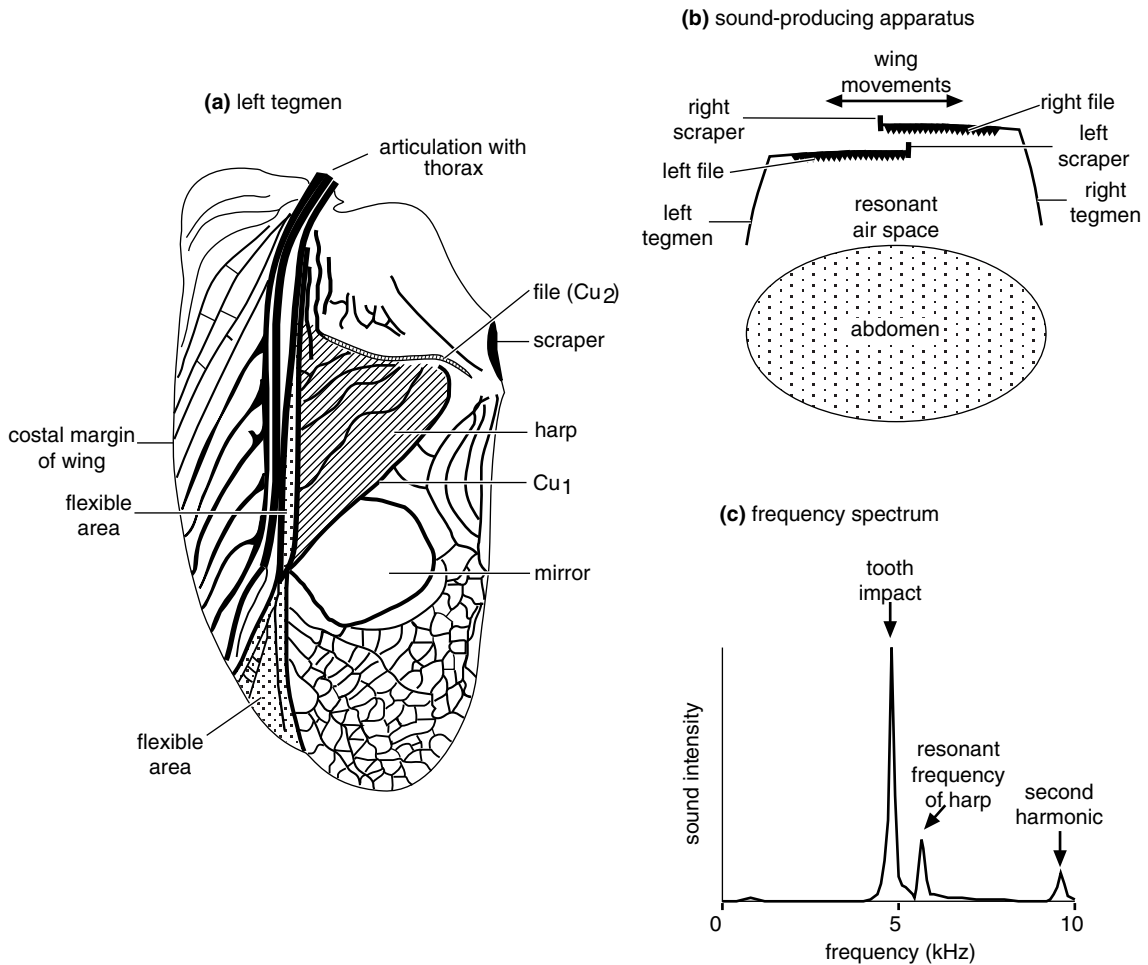 (a) left tegmen
articulation with
thorax
file (Cu2)
scraper
costal margin
of wing
harp
Cu1
flexible
area
mirror
flexible
area
(b) sound-producing apparatus
wing
movements
right
scraper
right file
left
scraper
left file
left
tegmen
resonant
air space
right
tegmen
abdomen
(c) frequency spectrum
tooth
impact
resonant
frequency
of harp
second
harmonic
sound intensity
0
5
10
frequency (kHz)